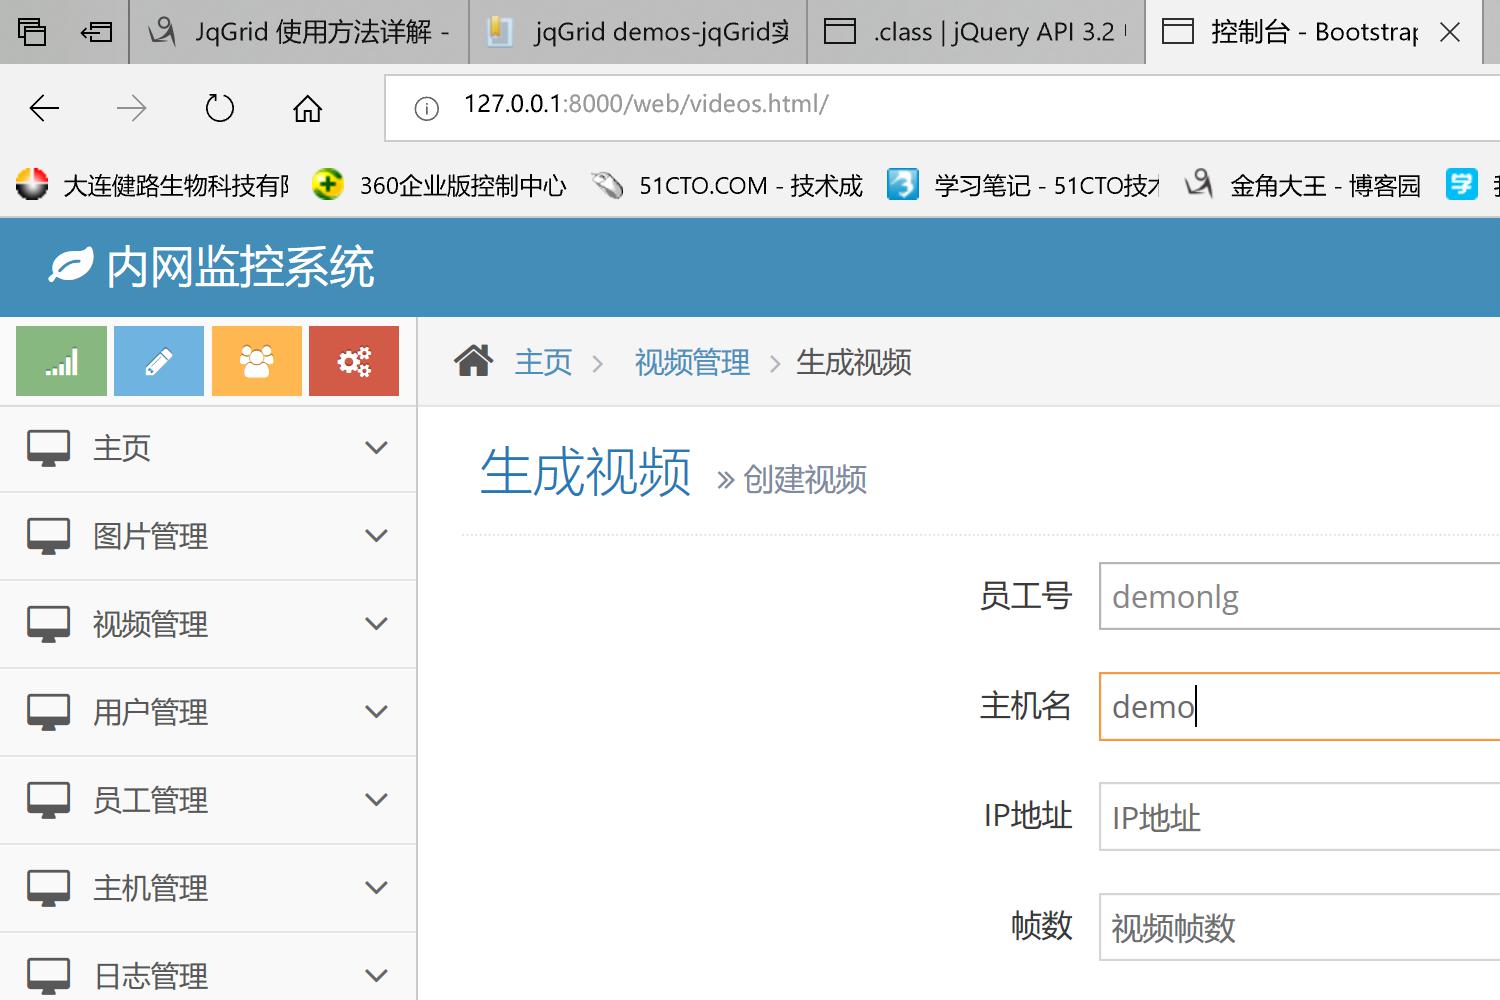 JqGrid 使用方法详解 -
jqGrid demos-jqGrid实
.class | jQuery API 3.2
控制台 - Bootstrap
127.0.0.1:8000/web/videos.html/
大连健路生物科技有限
360企业版控制中心
51CTO.COM - 技术成
学习笔记 - 51CTO技术
金角大王 - 博客园
学
内网监控系统
主页
视频管理
生成视频
主页
图片管理
视频管理
用户管理
员工管理
主机管理
日志管理
生成视频 » 创建视频
员工号 demonlg
主机名 demo
IP地址 IP地址
帧数 视频帧数